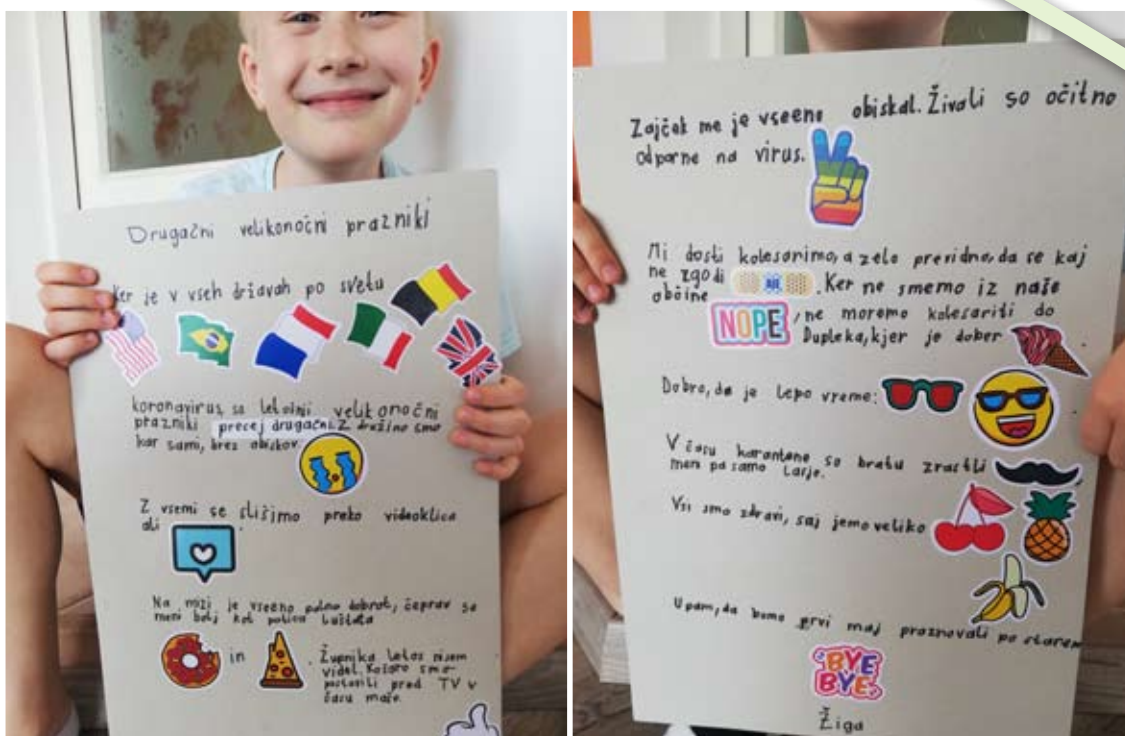 Drugačni velikonočni prazniki
Ker je v vseh državah po svetu
koronavirus, so letošnji velikonočni
prazniki precej drugačni. Z družino smo
kar sami, brez obiskov
Z vsemi se slišimo preko videoklica
ali
Na mizi je vseeno polno dobrot, čeprav se
meni bolj kot potica luštata
in
. Župnika letos nisem
videl. Košaro smo
postavili pred TV v
času maše.
Zajček me je vseeno obiskal. Živali so očitno
odporne na virus.
Mi dosti kolesarimo, a zelo previdno, da se kaj
ne zgodi . Ker ne smemo iz naše
občine NOPE , ne moremo kolesariti do
Dupleka, kjer je dober .
Dobro, da je lepo vreme:
V času karantene so bratu zrastli ,
meni pa samo lasje.
Vsi smo zdravi, saj jemo veliko
Upam, da bomo prvi maj praznovali po starem
BYE
BYE
Žiga